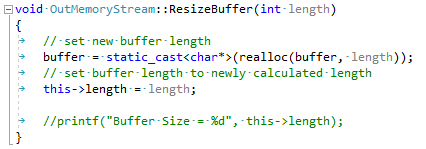 void OutMemoryStream::ResizeBuffer(int length)
{
// set new buffer length
buffer = static_cast<char*>(realloc(buffer, length));
// set buffer length to newly calculated length
this->length = length;
//printf("Buffer Size = %d", this->length);
}